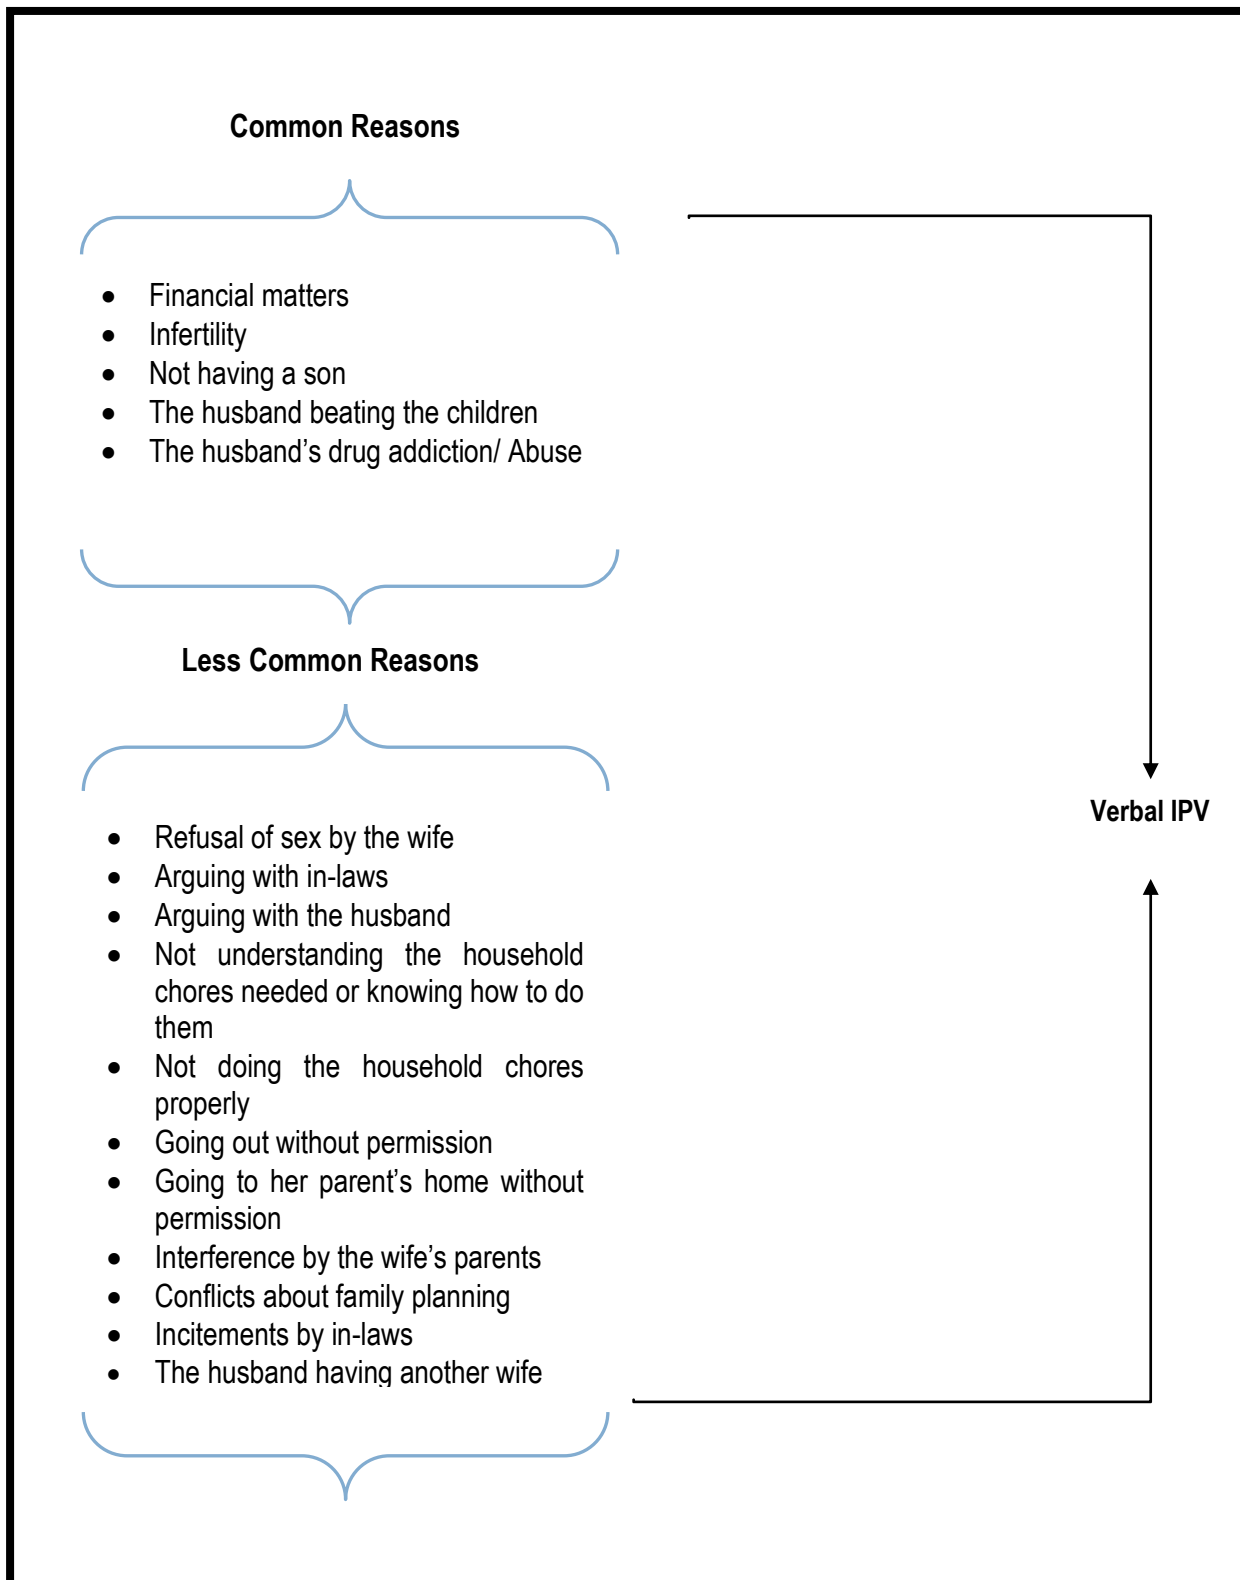 Common Reasons
• Financial matters
• Infertility
• Not having a son
• The husband beating the children
• The husband’s drug addiction/ Abuse
Less Common Reasons
• Refusal of sex by the wife
• Arguing with in-laws
• Arguing with the husband
• Not understanding the household
chores needed or knowing how to do
them
• Not doing the household chores
properly
• Going out without permission
• Going to her parent’s home without
permission
• Interference by the wife’s parents
• Conflicts about family planning
• Incitements by in-laws
• The husband having another wife
Verbal IPV